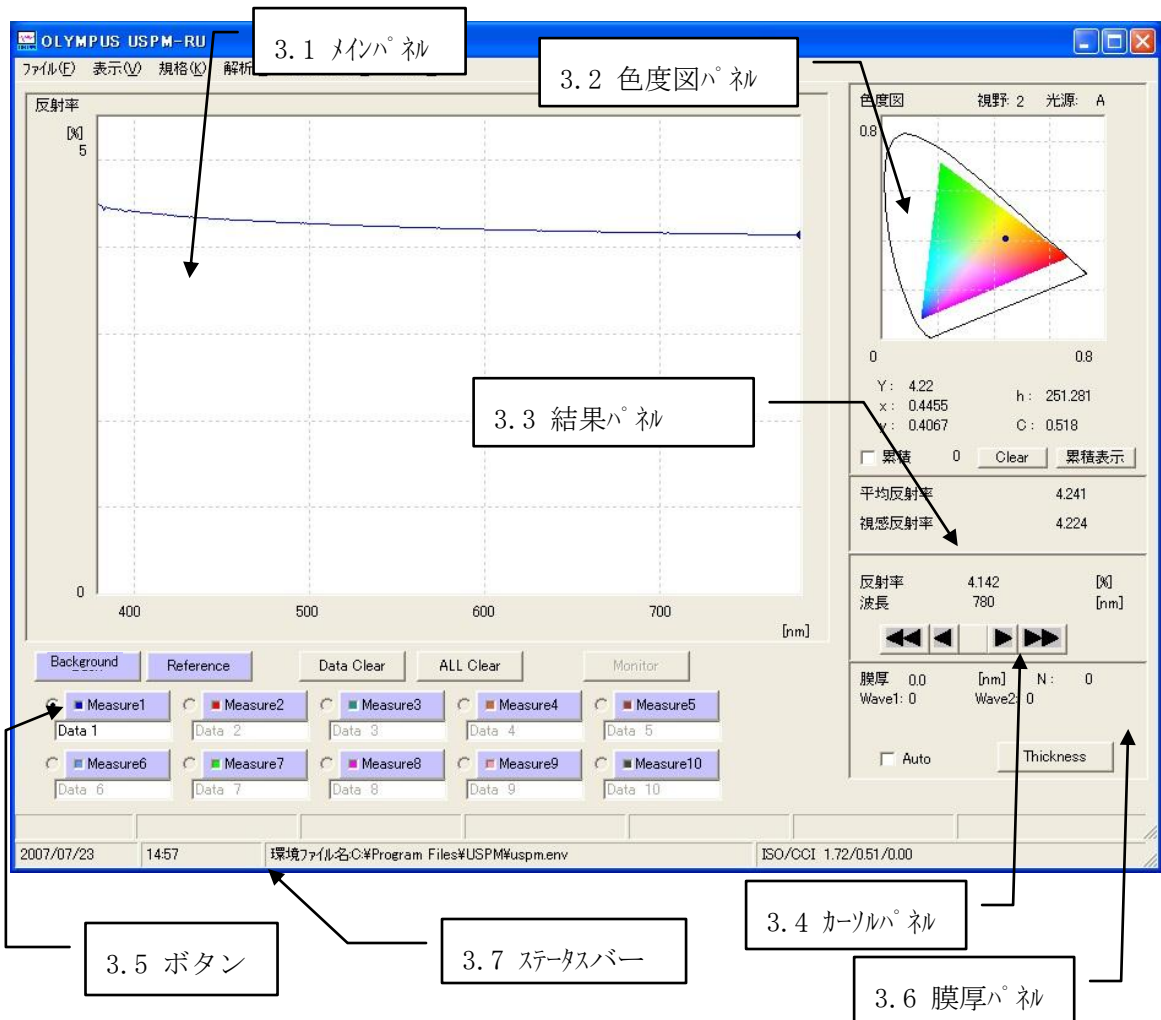 OLYMPUS USPM-RU
3.1 ﾒｲﾝﾊﾟﾈﾙ
ファイル(F) 表示(V) 規格(K) 解析
3.2 色度図ﾊﾟﾈﾙ
反射率
[%]
5
0
400 500 600 700
[nm]
色度図 視野: 2 光源: A
0.8
0 0.8
Y : 4.22
x : 0.4455
y : 0.4067
h : 251.281
C : 0.518
3.3 結果ﾊﾟﾈﾙ
累積 0 Clear 累積表示
平均反射率 4.241
視感反射率 4.224
反射率 4.142 [%]
波長 780 [nm]
膜厚 0.0 [nm] N : 0
Wave1: 0 Wave2: 0
Auto Thickness
Background Reference Data Clear ALL Clear Monitor
Measure1 Measure2 Measure3 Measure4 Measure5
Data 1 Data 2 Data 3 Data 4 Data 5
Measure6 Measure7 Measure8 Measure9 Measure10
Data 6 Data 7 Data 8 Data 9 Data 10
2007/07/23 14:57 環境ファイル名:C:¥Program Files¥USPM¥uspm.env ISO/CCI 1.72/0.51/0.00
3.4 ｶｰｿﾙﾊﾟﾈﾙ
3.5 ボタン
3.7 ｽﾃｰﾀｽバー
3.6 膜厚ﾊﾟﾈﾙ